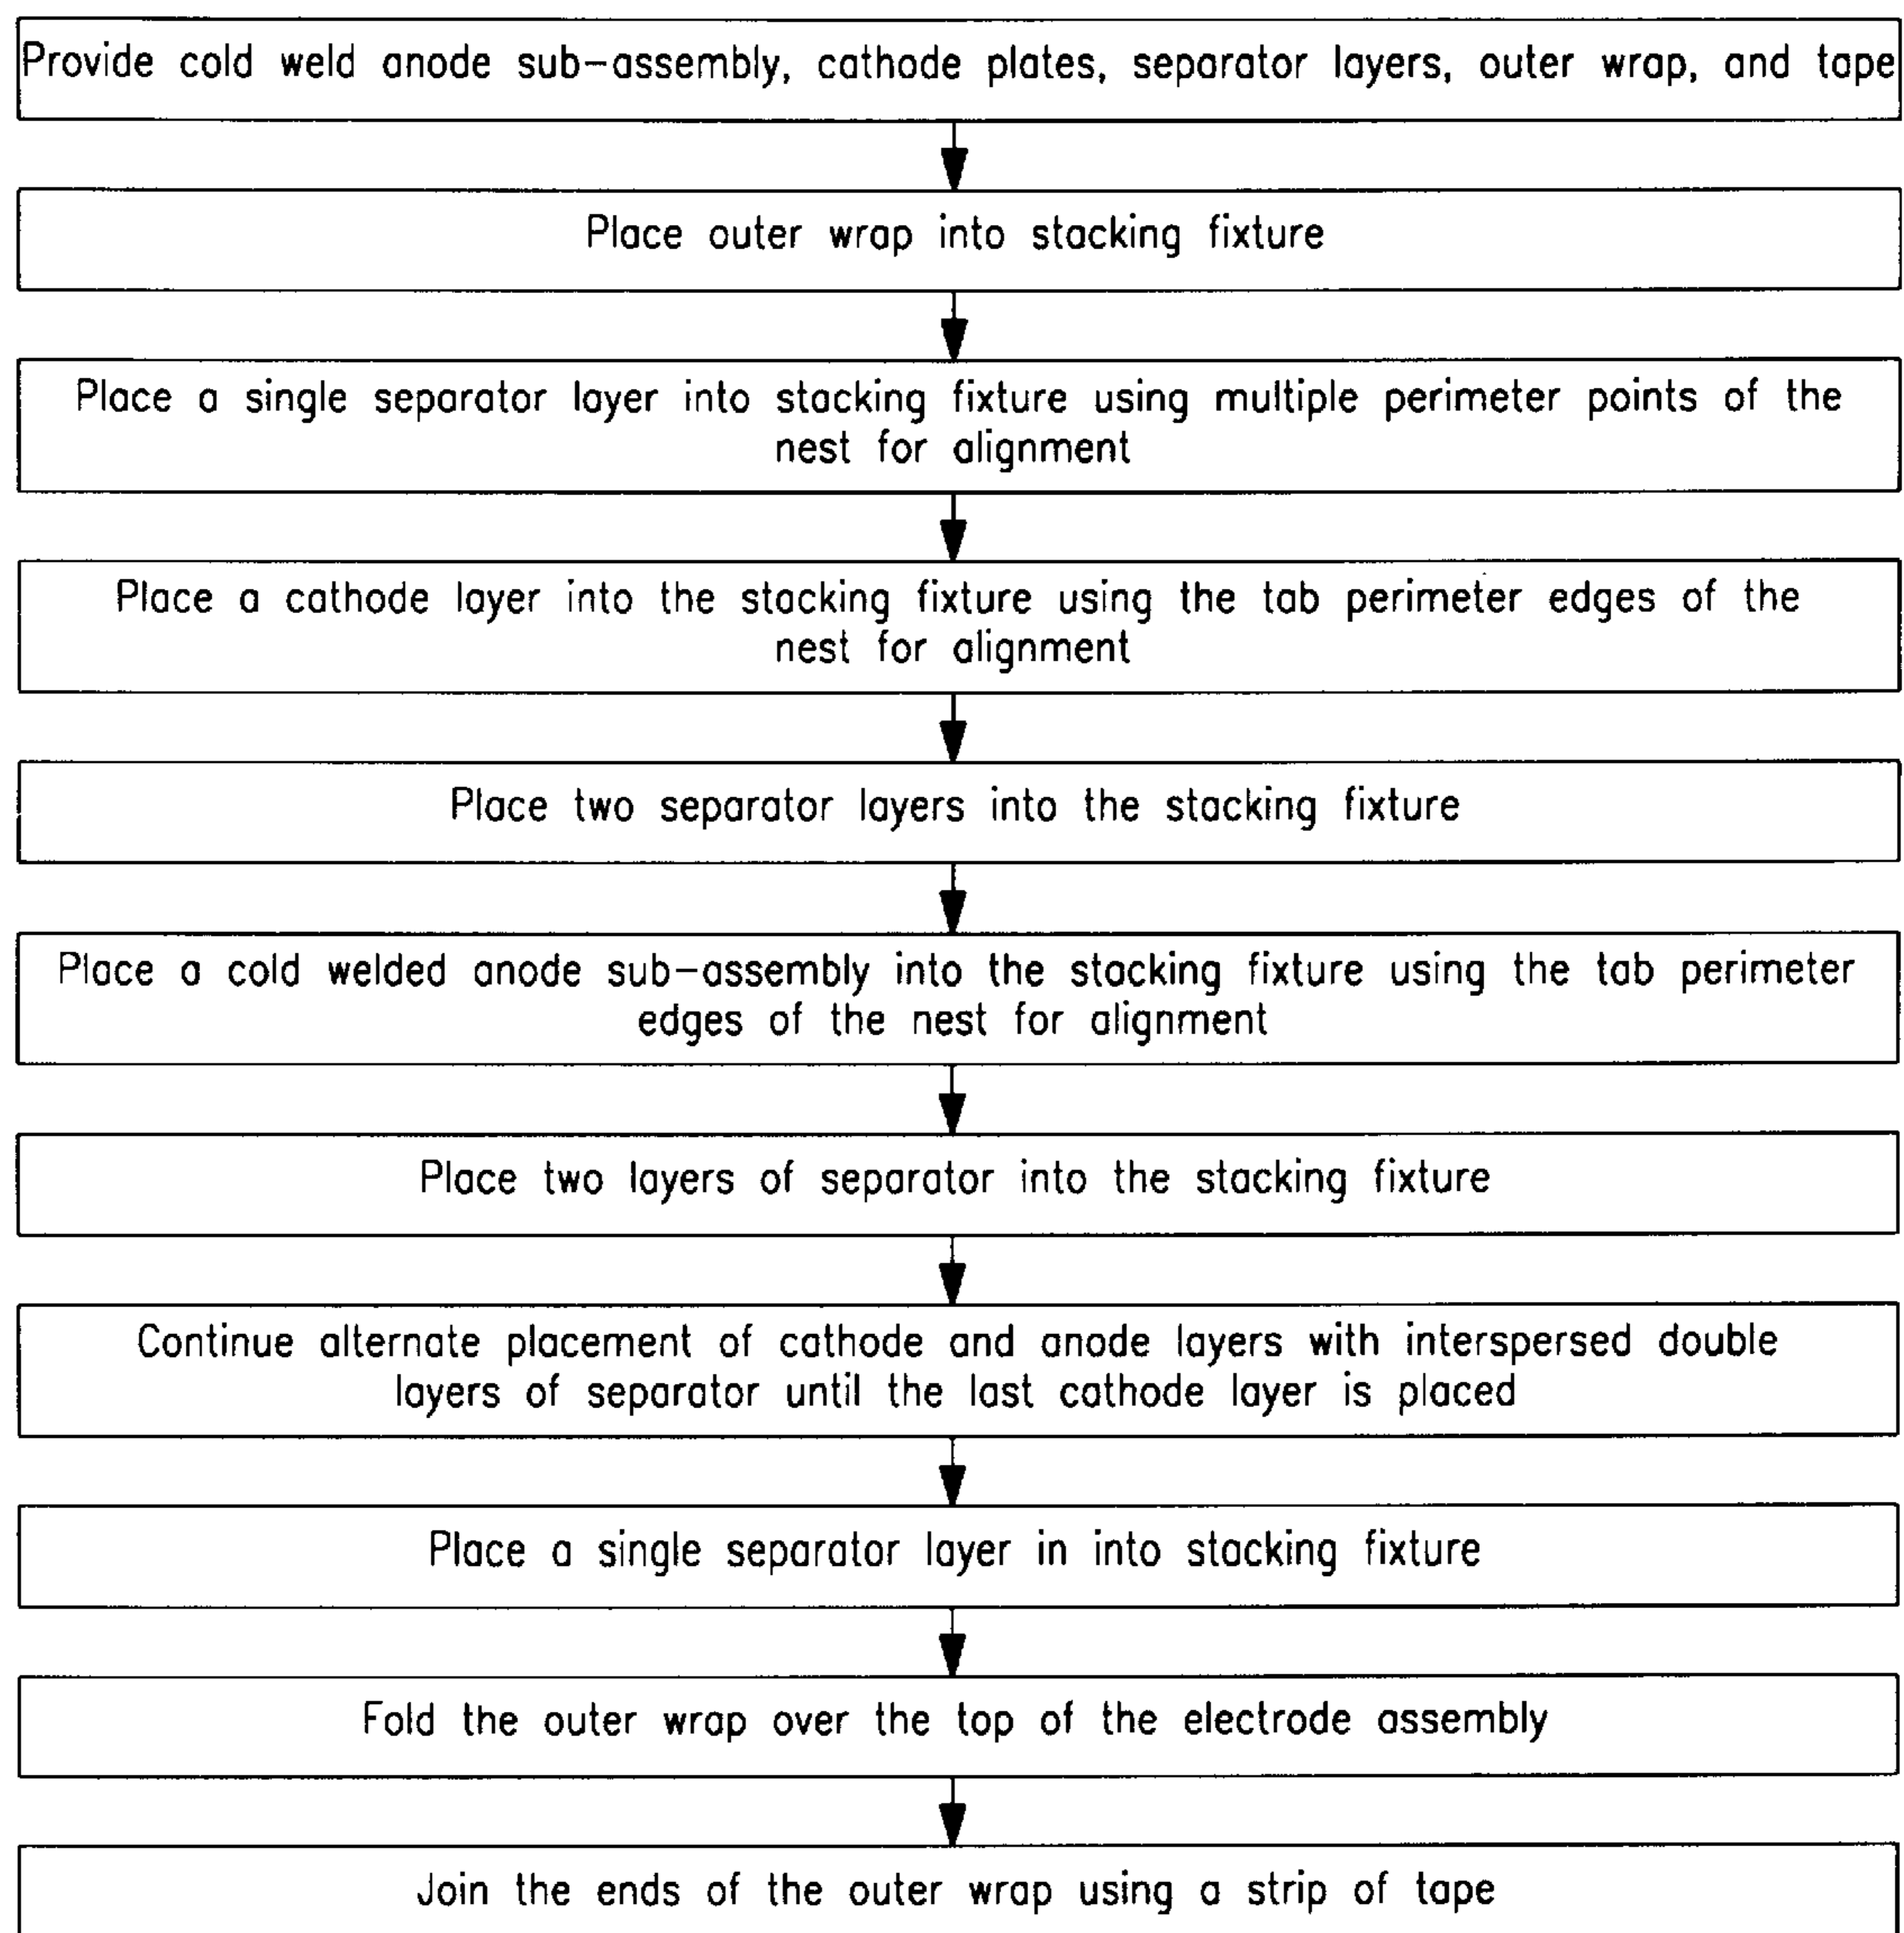 Provide cold weld anode sub-assembly, cathode plates, separator layers, outer wrap, and tape
Place outer wrap into stacking fixture
Place a single separator layer into stacking fixture using multiple perimeter points of the
nest for alignment
Place a cathode layer into the stacking fixture using the tab perimeter edges of the
nest for alignment
Place two separator layers into the stacking fixture
Place a cold welded anode sub-assembly into the stacking fixture using the tab perimeter
edges of the nest for alignment
Place two layers of separator into the stacking fixture
Continue alternate placement of cathode and anode layers with interspersed double
layers of separator until the last cathode layer is placed
Place a single separator layer in into stacking fixture
Fold the outer wrap over the top of the electrode assembly
Join the ends of the outer wrap using a strip of tape